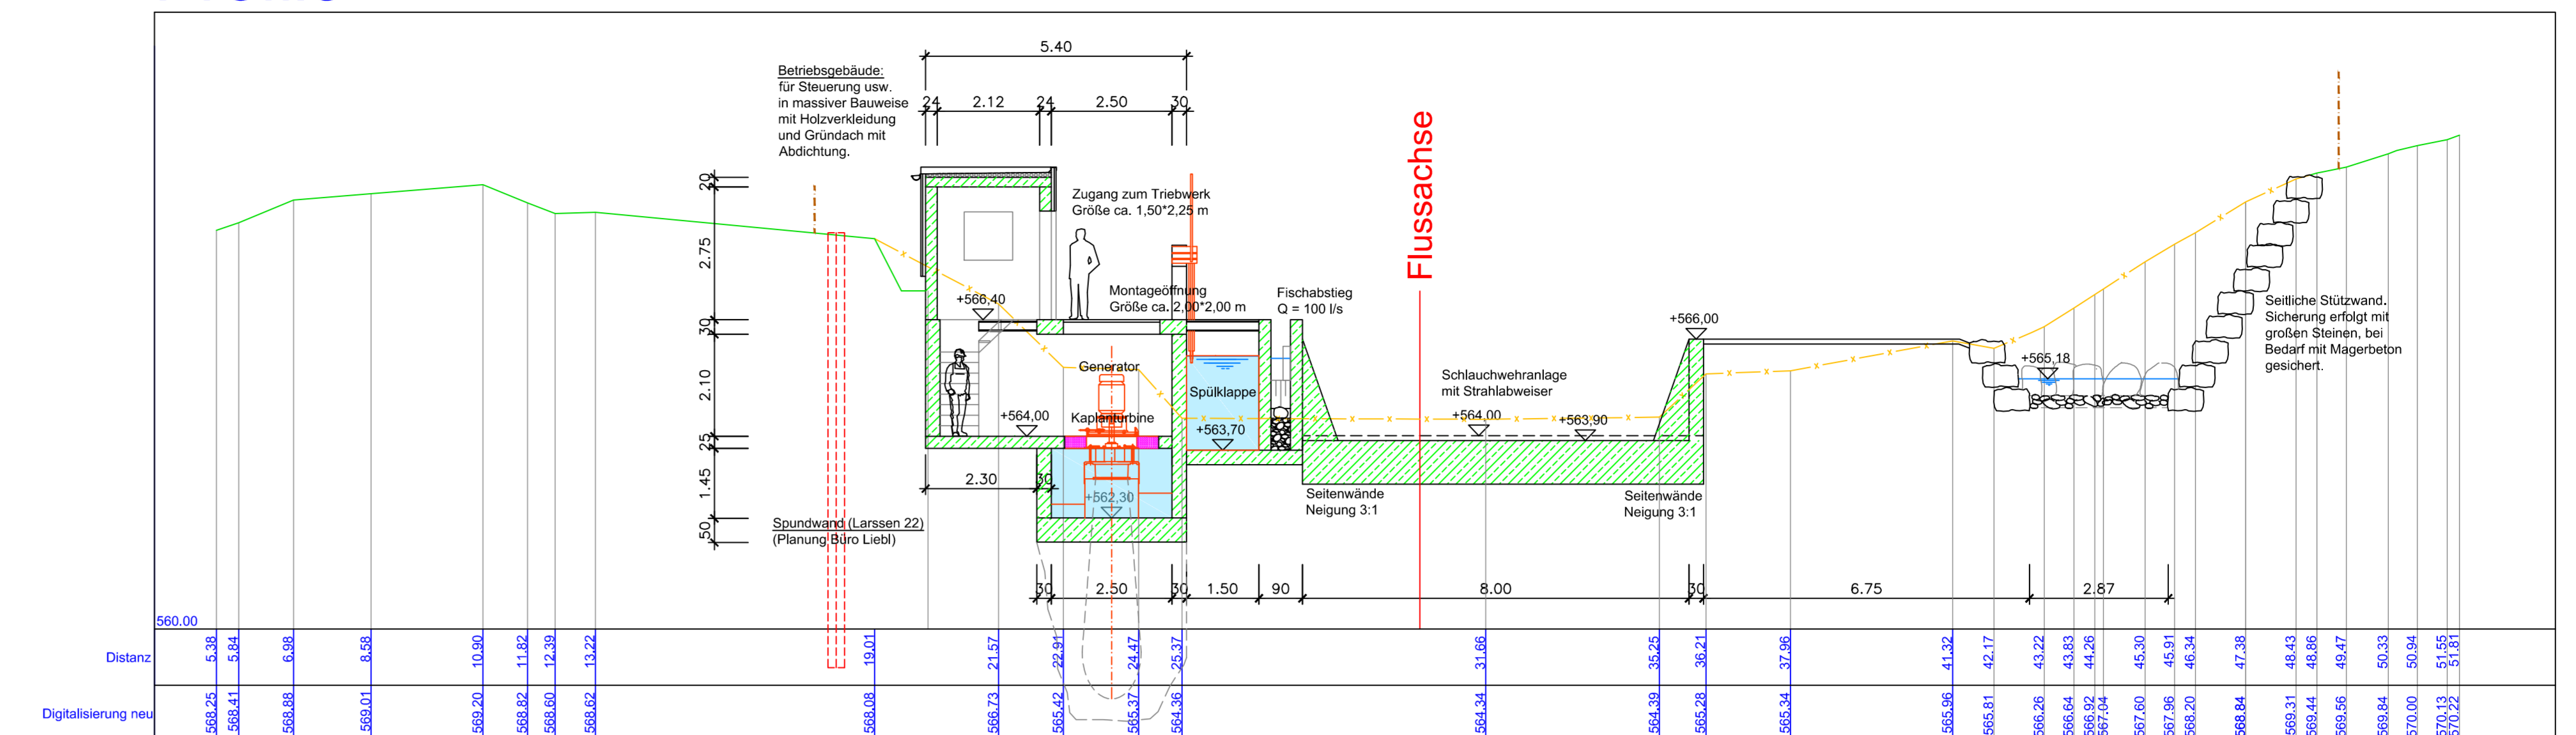 5.40
Betriebsgebäude:
für Steuerung usw.
in massiver Bauweise
mit Holzverkleidung
und Gründach mit
Abdichtung.
24 2.12 24 2.50 30
Flussachse
20
2.75
30
2.10
25
1.45
50
Zugang zum Triebwerk
Größe ca. 1,50*2,25 m
Montageöffnung
Größe ca. 2,00*2,00 m
Fischabstieg
Q = 100 l/s
+566,40
+566,00
Seitliche Stützwand.
Sicherung erfolgt mit
großen Steinen, bei
Bedarf mit Magerbeton
gesichert.
+565,18
Generator
Spülklappe
Schlauchwehranlage
mit Strahlabweiser
+564,00
Kaplanturbine
+563,70
+564,00
+563,90
2.30 30
+562,30
Seitenwände
Neigung 3:1
Seitenwände
Neigung 3:1
Spundwand (Larssen 22)
(Planung Büro Liebl)
30 2.50 30 1.50 90 8.00 30 6.75 2.87
560.00
Distanz 5.38 5.84 6.98 8.58 10.90 11.82 12.39 13.22 19.01 21.57 22.91 24.47 25.37 31.66 35.25 36.21 37.96 41.32 42.17 43.22 43.83 44.26 45.30 45.91 46.34 47.38 48.43 48.86 49.47 50.33 50.94 51.55 51.81
Digitalisierung neu 568.25 568.41 568.88 569.01 569.20 568.82 568.60 568.62 568.08 566.73 565.42 565.37 564.36 564.34 564.39 565.28 565.34 565.96 565.81 566.26 566.64 566.92 567.04 567.60 567.96 568.20 568.84 569.31 569.44 569.56 569.84 570.00 570.13 570.22